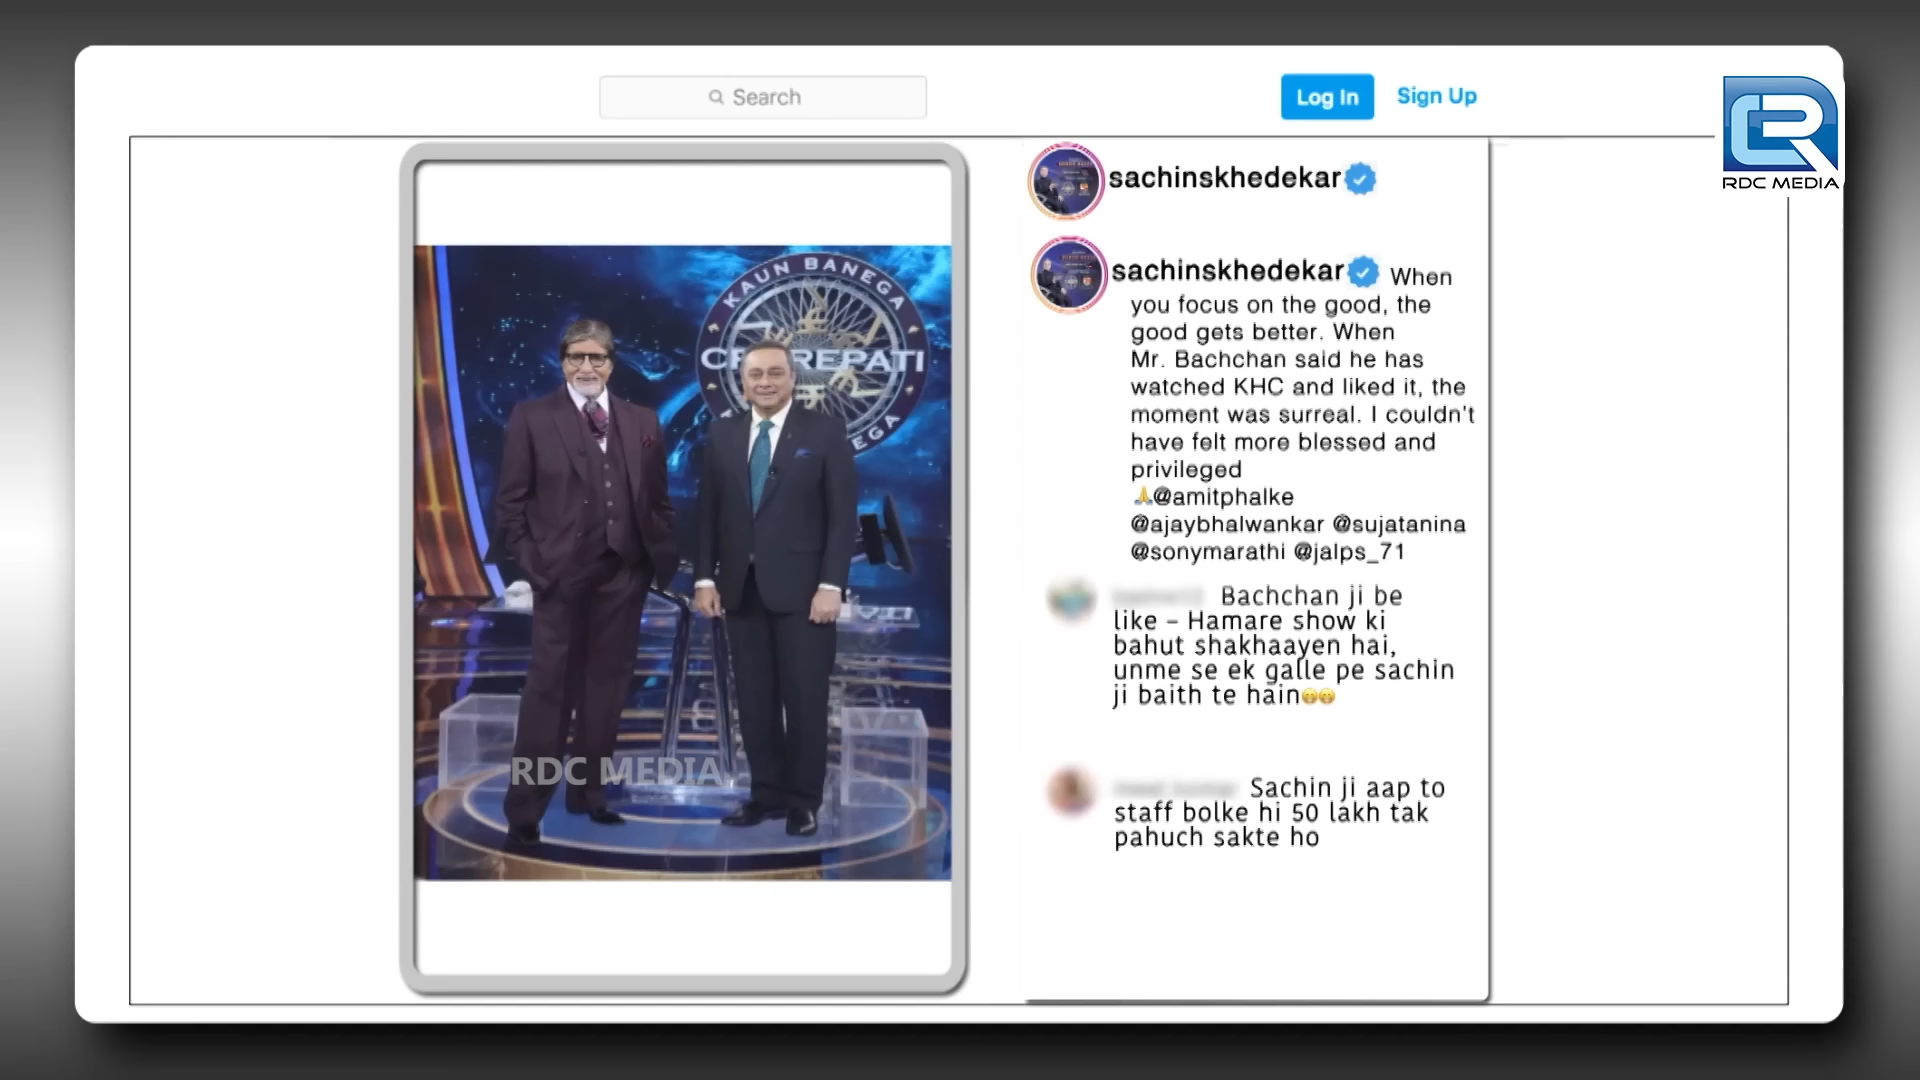 Search
Log In
Sign Up
RDC MEDIA
KAUN BANEGA
CR REPATI
EGA
RDC MEDIA
sachinskhedekar
sachinskhedekar When
you focus on the good, the
good gets better. When
Mr. Bachchan said he has
watched KHC and liked it, the
moment was surreal. I couldn't
have felt more blessed and
privileged
🙏@amitphalke
@ajaybhalwankar @sujatanina
@sonymarathi @jalps_71
Bachchan ji be
like – Hamare show ki
bahut shakhaayen hai,
unme se ek galle pe sachin
ji baith te hain😁😁
Sachin ji aap to
staff bolke hi 50 lakh tak
pahuch sakte ho